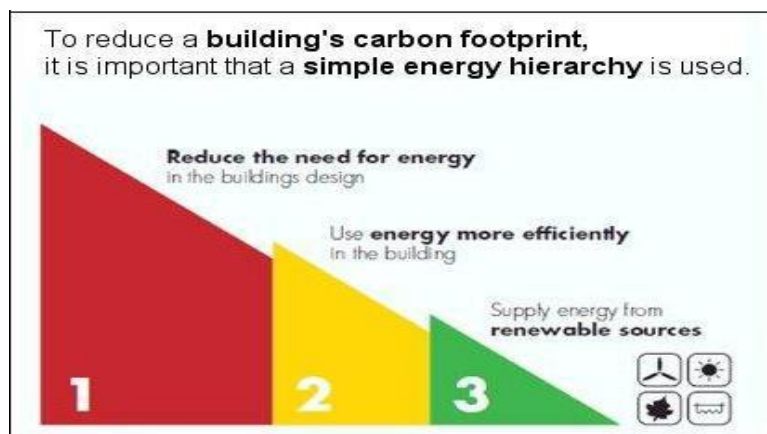 To reduce a building's carbon footprint,
it is important that a simple energy hierarchy is used.
Reduce the need for energy
in the buildings design
Use energy more efficiently
in the building
Supply energy from
renewable sources
1
2
3